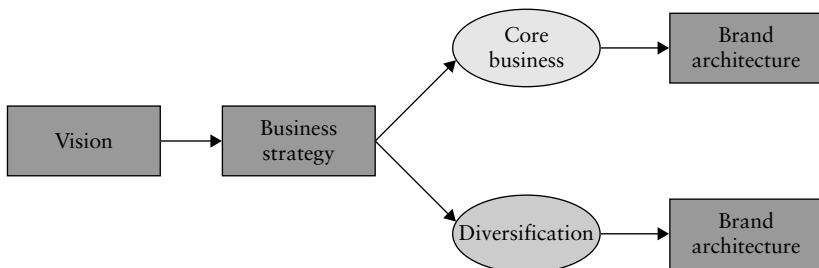 Vision
Business
strategy
Core
business
Brand
architecture
Diversification
Brand
architecture